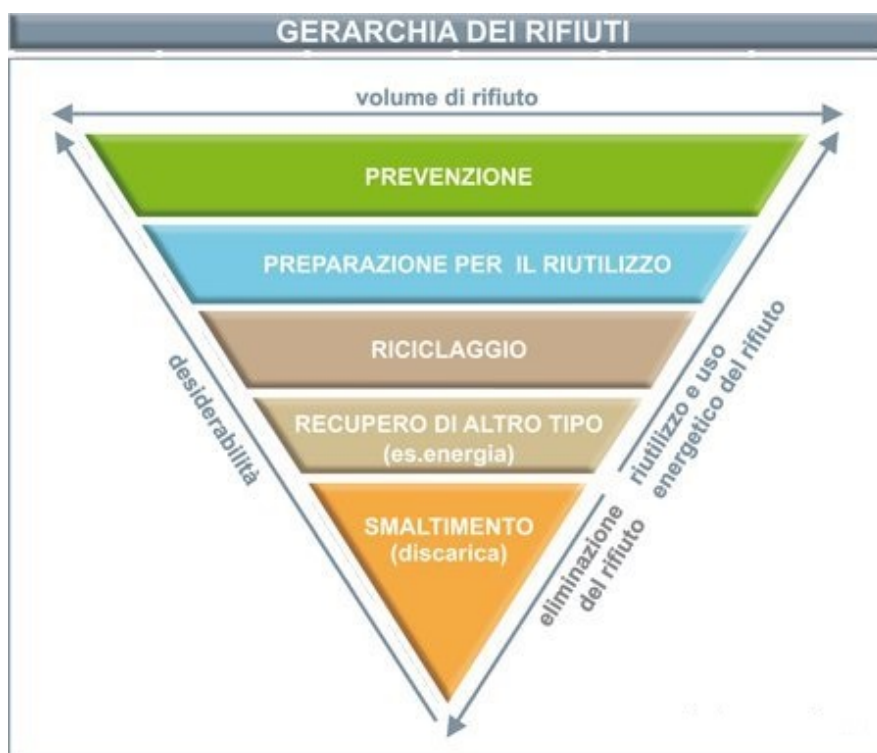 GERARCHIA DEI RIFIUTI
volume di rifiuto
PREVENZIONE
PREPARAZIONE PER IL RIUTILIZZO
RICICLAGGIO
RECUPERO DI ALTRO TIPO
(es.energia)
SMALTIMENTO
(discarica)
desiderabilità
riutilizzo e uso
energetico del rifiuto
eliminazione
del rifiuto